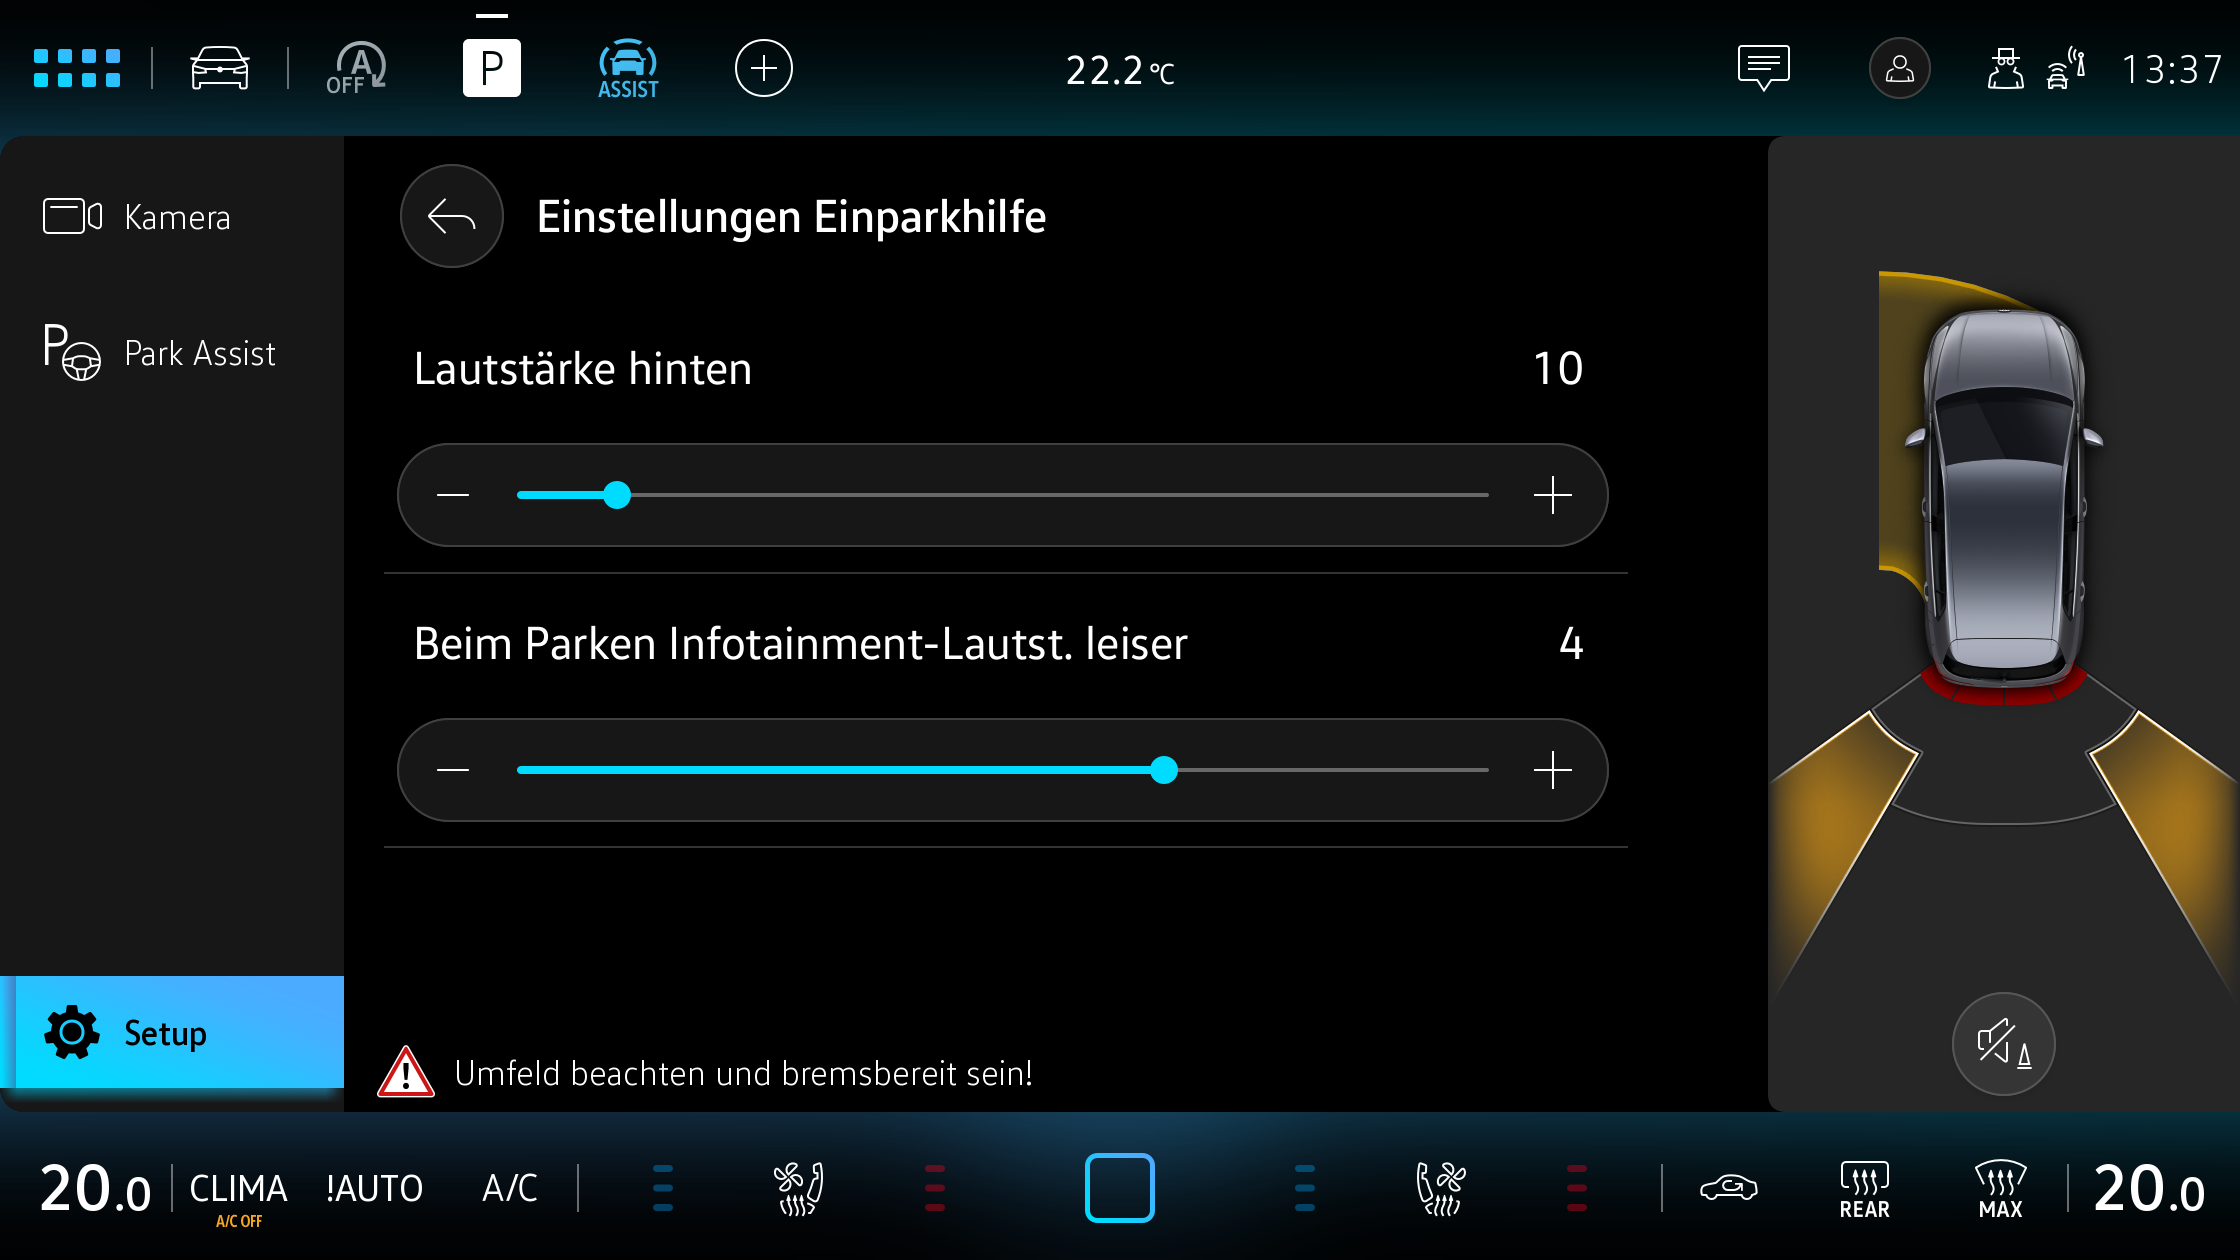 A
OFF
P
ASSIST
22.2 °C
13:37
Kamera
Einstellungen Einparkhilfe
P
Park Assist
Lautstärke hinten
10
Beim Parken Infotainment-Lautst. leiser
4
Setup
Umfeld beachten und bremsbereit sein!
20.0
CLIMA
A/C OFF
!AUTO
A/C
REAR
MAX
20.0